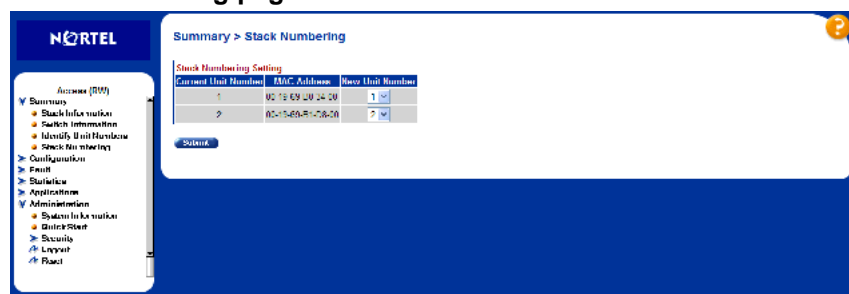 NORTEL
Summary > Stack Numbering
?
Stack Numbering Setting
Current Unit Number MAC Address New Unit Number
1 1
2 2
Submit
Access (RW)
Summary
Stack Information
Switch Information
Identify Unit Numbers
Stack Numbering
Configuration
Fault
Statistics
Applications
Administration
System Information
Quick Start
Security
Logout
Reset